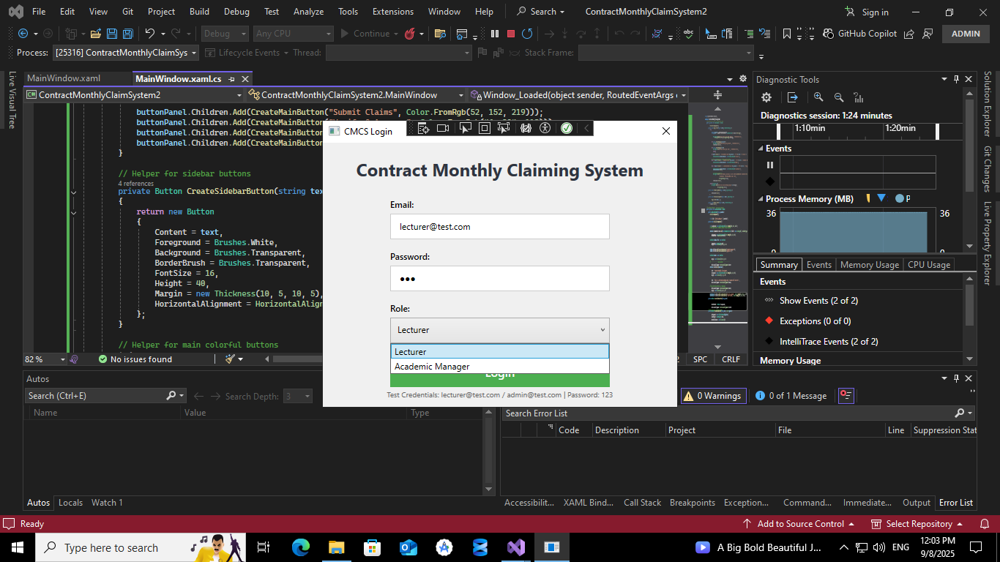 File Edit View Git Project Build Debug Test Analyze Tools Extensions Window Help Search ContractMonthlyClaimSystem2 Sign in
Debug Any CPU Continue GitHub Copilot ADMIN
Process: [25316] ContractMonthlyClaimSys Lifecycle Events Thread: Stack Frame:
Live Visual Tree
MainWindow.xaml MainWindow.xaml.cs
ContractMonthlyClaimSystem2 ContractMonthlyClaimSystem2.MainWindow Window_Loaded(object sender, RoutedEventArgs e
buttonPanel.Children.Add(CreateMainButton("Submit Claims", Color.FromRgb(52, 152, 219)));
buttonPanel.Children.Add(CreateMainButton(
buttonPanel.Children.Add(CreateMainButton(
buttonPanel.Children.Add(CreateMainButton(
}
// Helper for sidebar buttons
4 references
private Button CreateSidebarButton(string tex
{
return new Button
{
Content = text,
Foreground = Brushes.White,
Background = Brushes.Transparent,
BorderBrush = Brushes.Transparent,
FontSize = 16,
Height = 40,
Margin = new Thickness(10, 5, 10, 5),
HorizontalAlignment = HorizontalAlign
};
}
// Helper for main colorful buttons
82 % No issues found SPC CRLF
CMCS Login
Contract Monthly Claiming System
Email:
lecturer@test.com
Password:
●●●
Role:
Lecturer
Lecturer
Academic Manager
Login
Test Credentials: lecturer@test.com / admin@test.com | Password: 123
Diagnostic Tools
Diagnostics session: 1:24 minutes
1:10min 1:20min
Events
Process Memory (MB) P
36 36
0 0
Summary Events Memory Usage CPU Usage
Events
Show Events (2 of 2)
Exceptions (0 of 0)
IntelliTrace Events (2 of 2)
Memory Usage
Solution Explorer
Git Changes
Live Property Explorer
Autos
Search (Ctrl+E) Search Depth: 3
Name Value Type
Autos Locals Watch 1
0 Warnings 0 of 1 Message
Search Error List
Code Description Project File Line Suppression Stat
Accessibilit... XAML Bind... Call Stack Breakpoints Exception... Command... Immediate... Output Error List
Ready Add to Source Control Select Repository
Type here to search A Big Bold Beautiful J... ENG 12:03 PM
9/8/2025